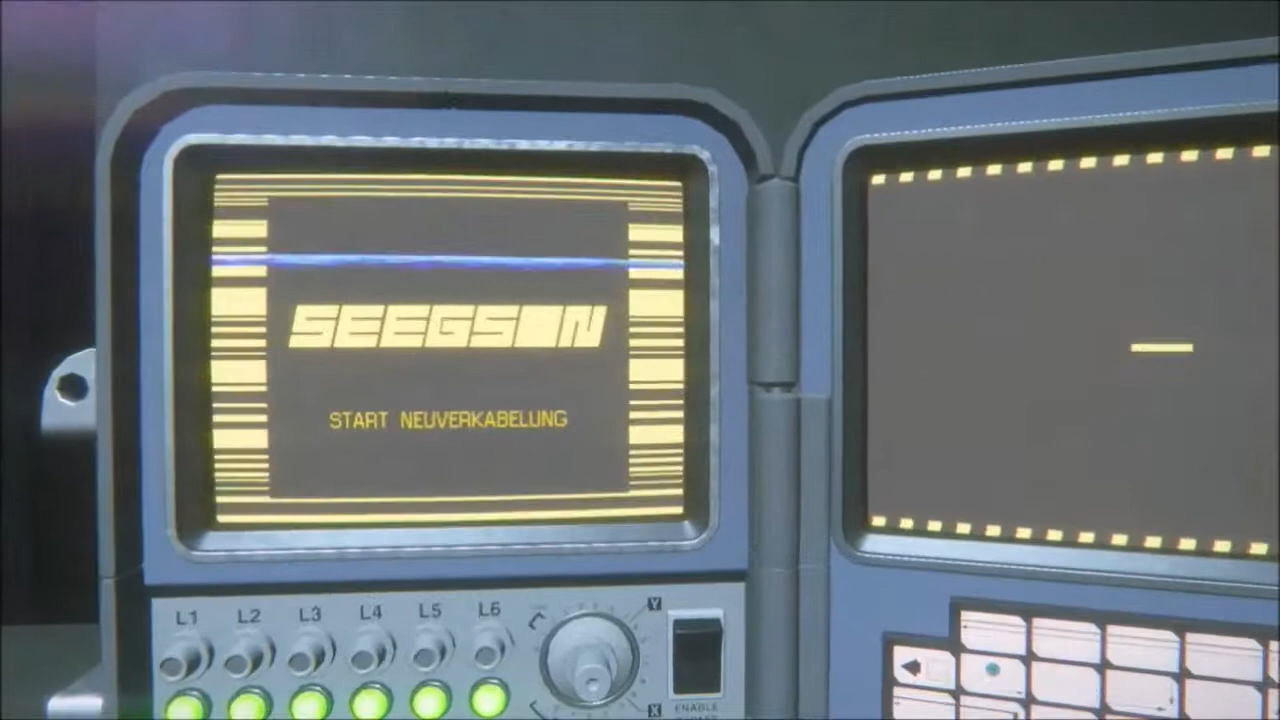 SEEGSON
START NEUVERKABELUNG
L1 L2 L3 L4 L5 L6
Y
X
ENABLE